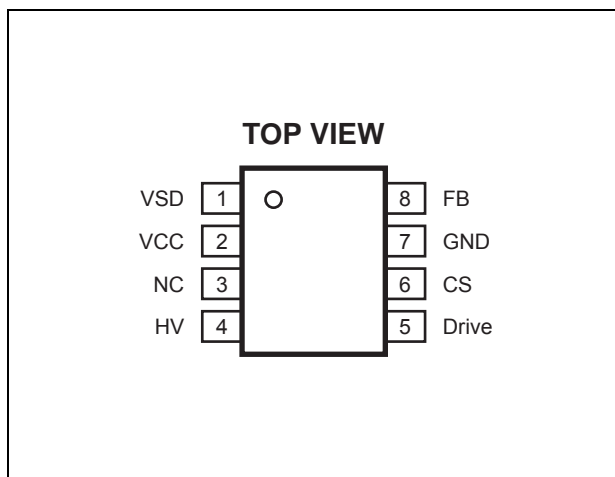 TOP VIEW
VSD 1 8 FB
VCC 2 7 GND
NC 3 6 CS
HV 4 5 Drive